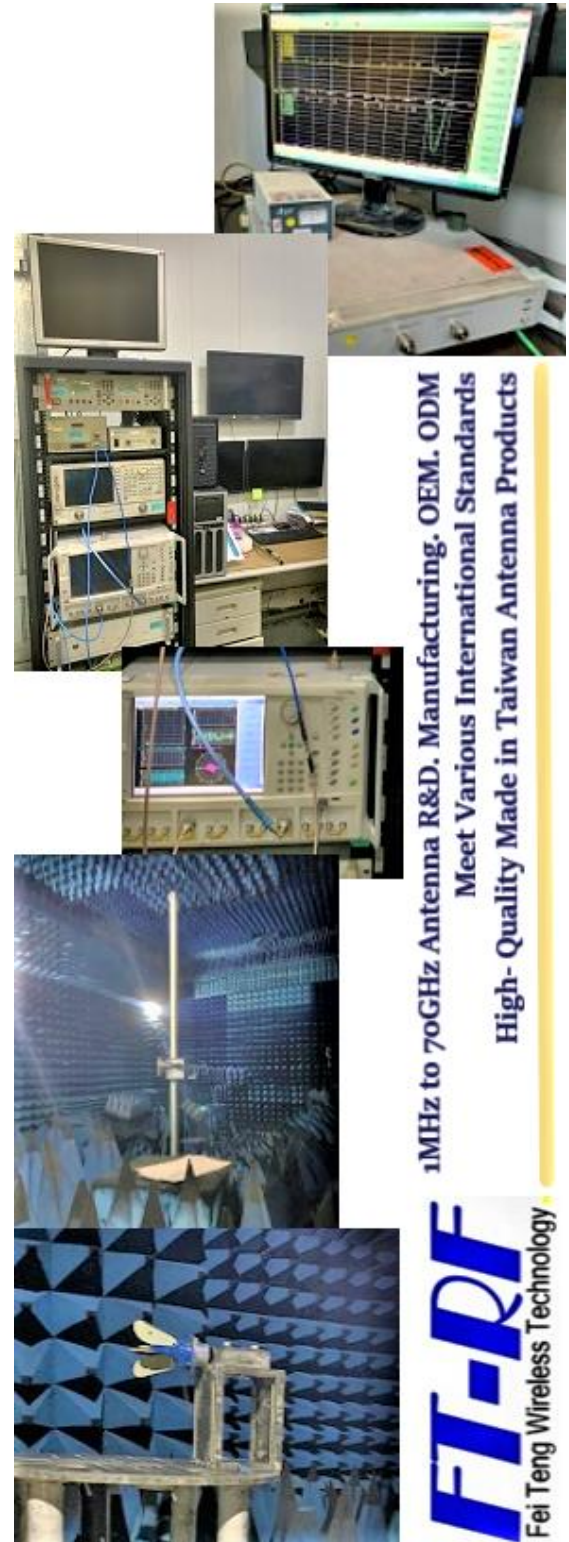 1MHz to 70GHz Antenna R&D. Manufacturing. OEM. ODM
Meet Various International Standards
High- Quality Made in Taiwan Antenna Products
FT-RF
Fei Teng Wireless Technology